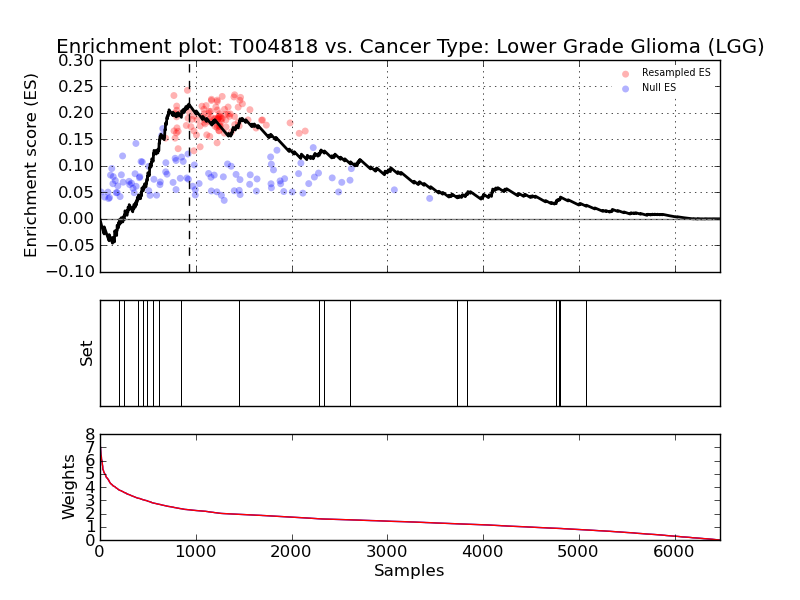 Enrichment plot: T004818 vs. Cancer Type: Lower Grade Glioma (LGG)
0.30
0.25
0.20
0.15
0.10
0.05
0.00
−0.05
−0.10
Enrichment score (ES)
Resampled ES
Null ES
Set
8
7
6
5
4
3
2
1
0
Weights
0 1000 2000 3000 4000 5000 6000
Samples